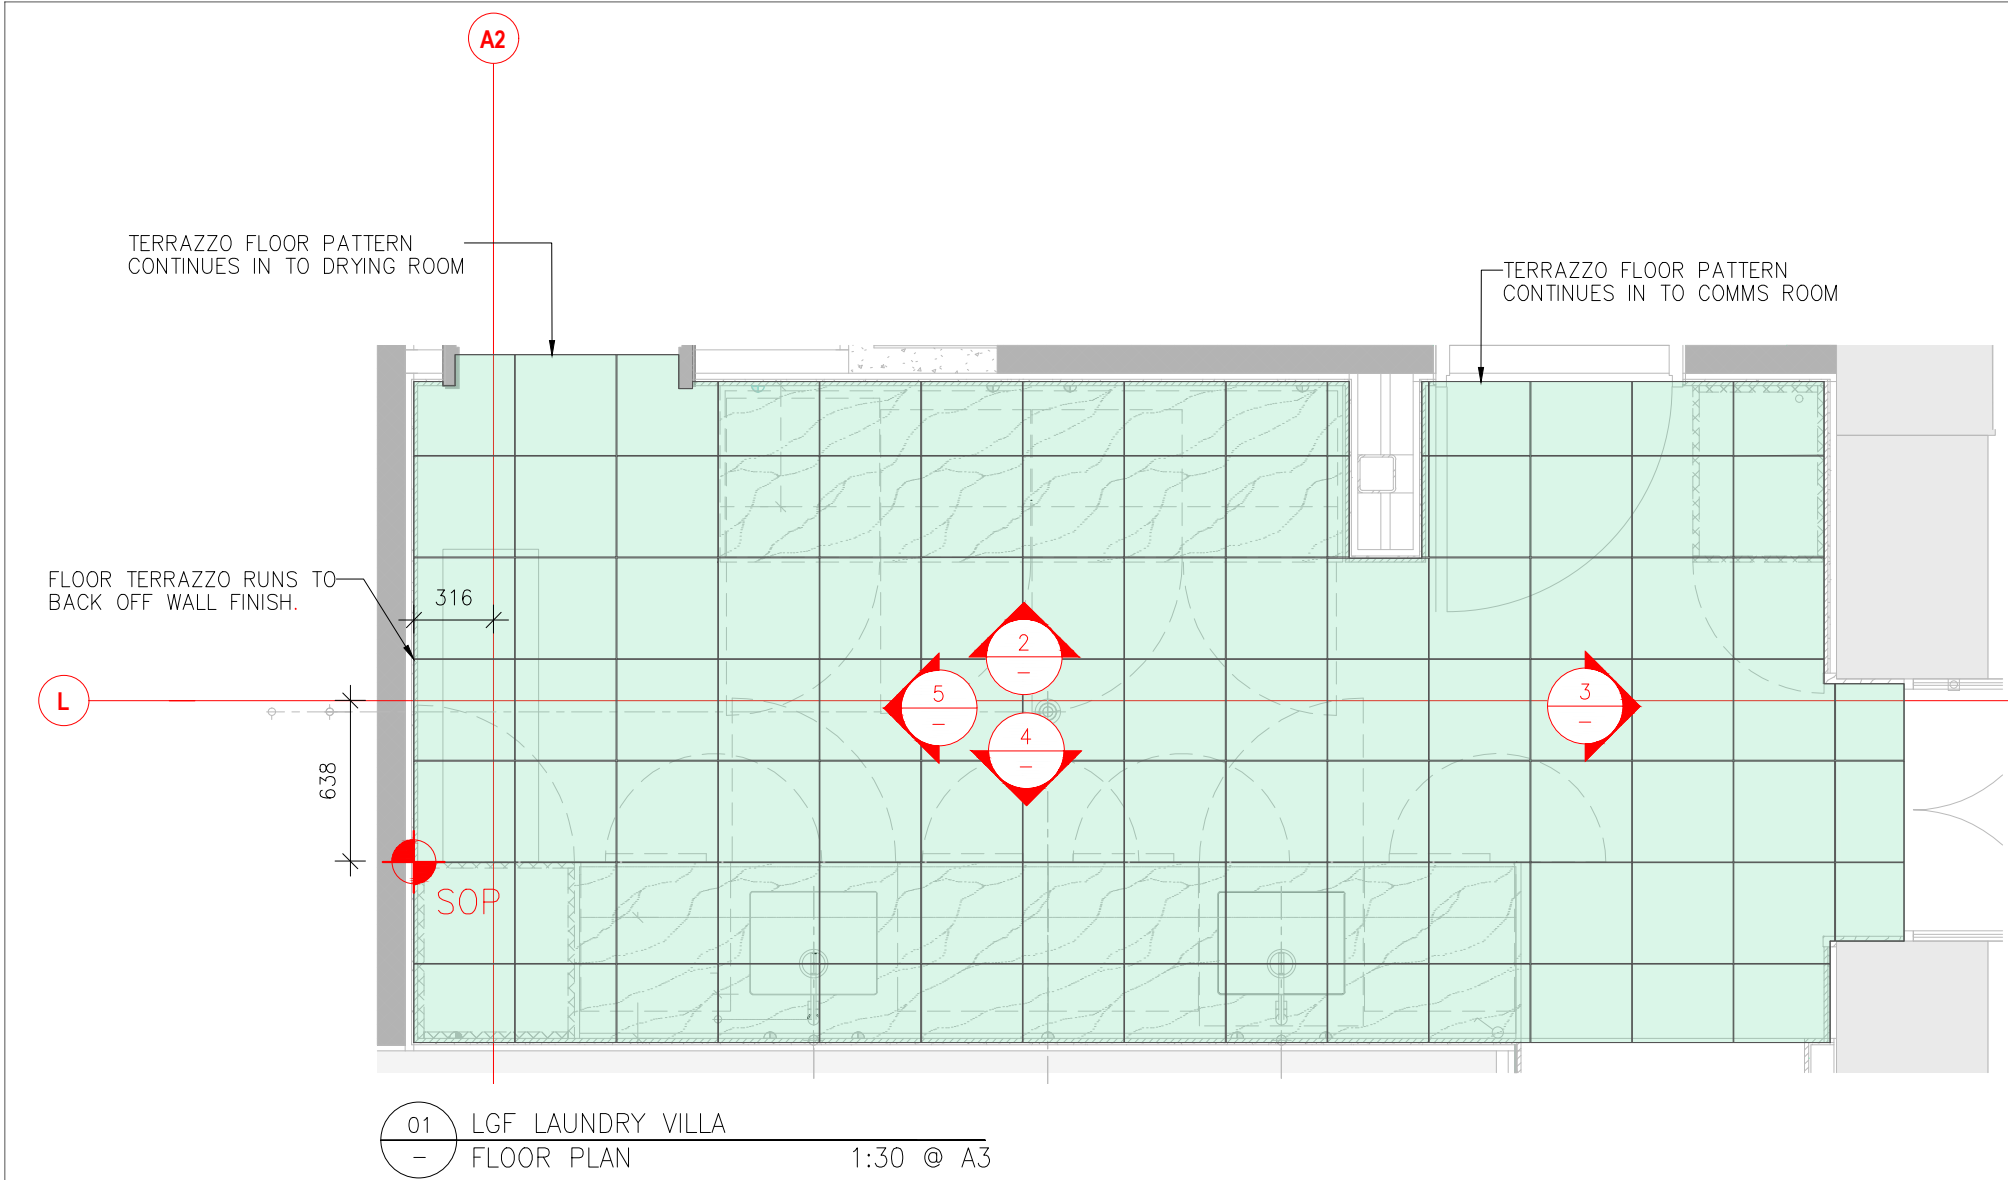 A2
TERRAZZO FLOOR PATTERN
CONTINUES IN TO DRYING ROOM
TERRAZZO FLOOR PATTERN
CONTINUES IN TO COMMS ROOM
FLOOR TERRAZZO RUNS TO
BACK OFF WALL FINISH.
316
2
–
5
–
3
–
L
4
–
638
SOP
01
–
LGF LAUNDRY VILLA
FLOOR PLAN 1:30 @ A3